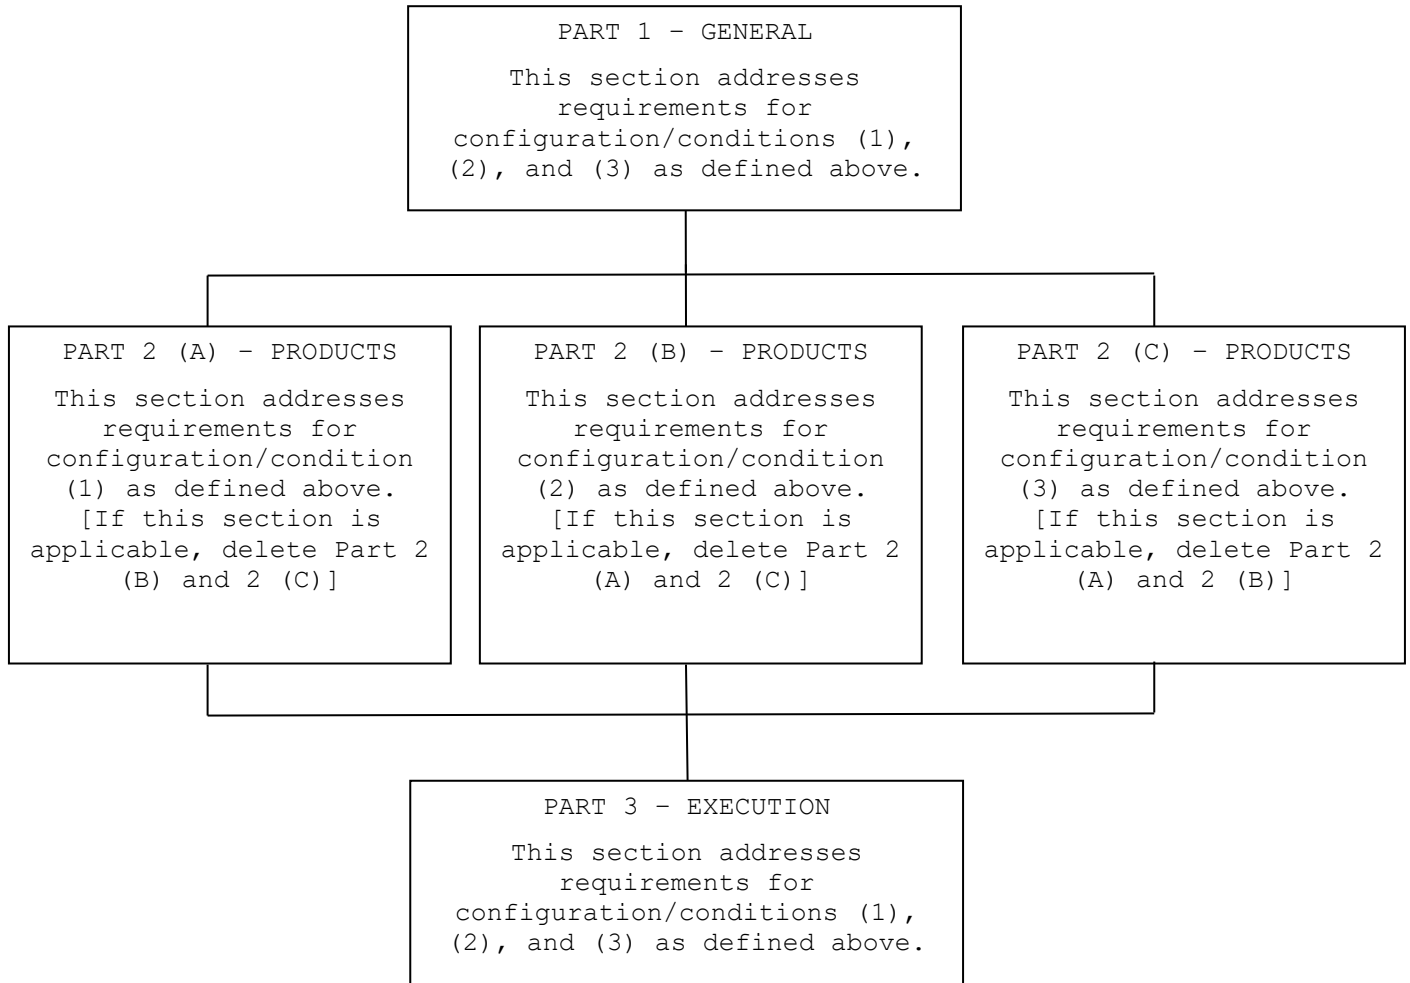 PART 1 – GENERAL
This section addresses
requirements for
configuration/conditions (1),
(2), and (3) as defined above.
PART 2 (A) – PRODUCTS
This section addresses
requirements for
configuration/condition
(1) as defined above.
[If this section is
applicable, delete Part 2
(B) and 2 (C)]
PART 2 (B) – PRODUCTS
This section addresses
requirements for
configuration/condition
(2) as defined above.
[If this section is
applicable, delete Part 2
(A) and 2 (C)]
PART 2 (C) – PRODUCTS
This section addresses
requirements for
configuration/condition
(3) as defined above.
[If this section is
applicable, delete Part 2
(A) and 2 (B)]
PART 3 – EXECUTION
This section addresses
requirements for
configuration/conditions (1),
(2), and (3) as defined above.